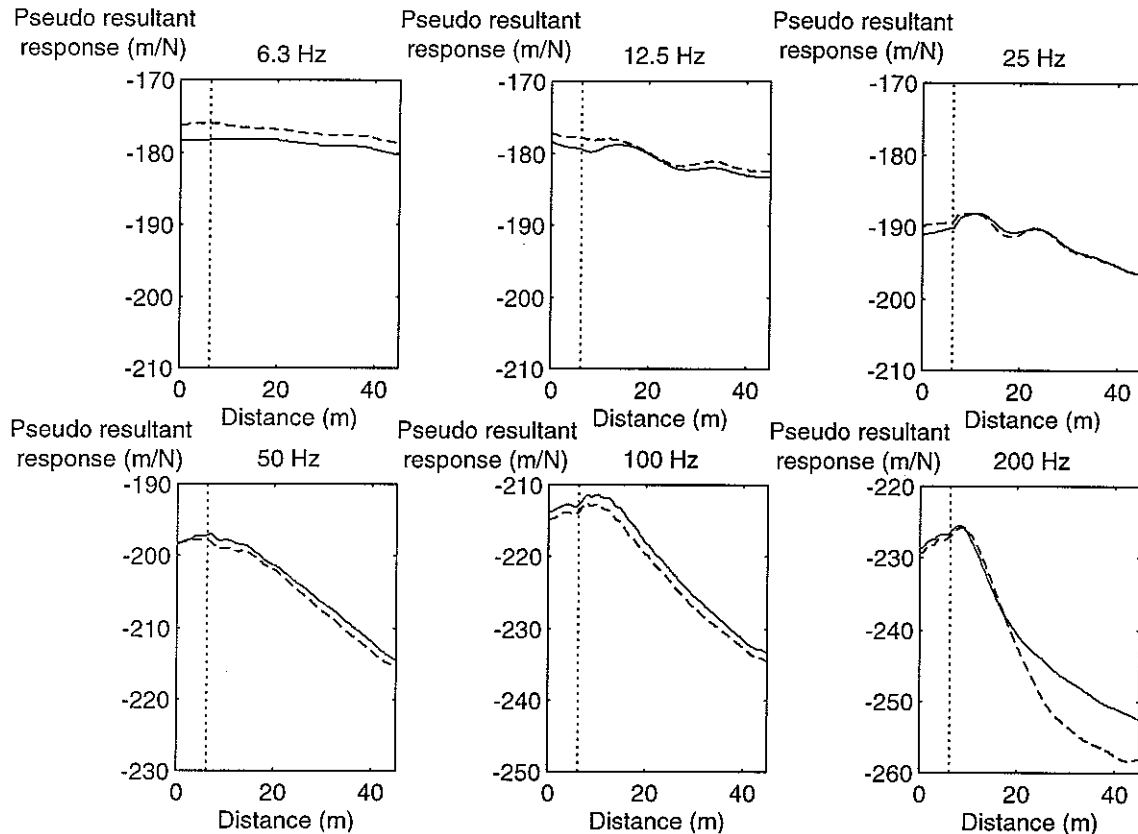 Pseudo resultant
response (m/N)
6.3 Hz
-170
-180
-190
-200
-210
0
20
40
Distance (m)
Pseudo resultant
response (m/N)
12.5 Hz
-170
-180
-190
-200
-210
0
20
40
Distance (m)
Pseudo resultant
response (m/N)
25 Hz
-170
-180
-190
-200
-210
0
20
40
Distance (m)
Pseudo resultant
response (m/N)
50 Hz
-190
-200
-210
-220
-230
0
20
40
Distance (m)
Pseudo resultant
response (m/N)
100 Hz
-210
-220
-230
-240
-250
0
20
40
Distance (m)
Pseudo resultant
response (m/N)
200 Hz
-220
-230
-240
-250
-260
0
20
40
Distance (m)